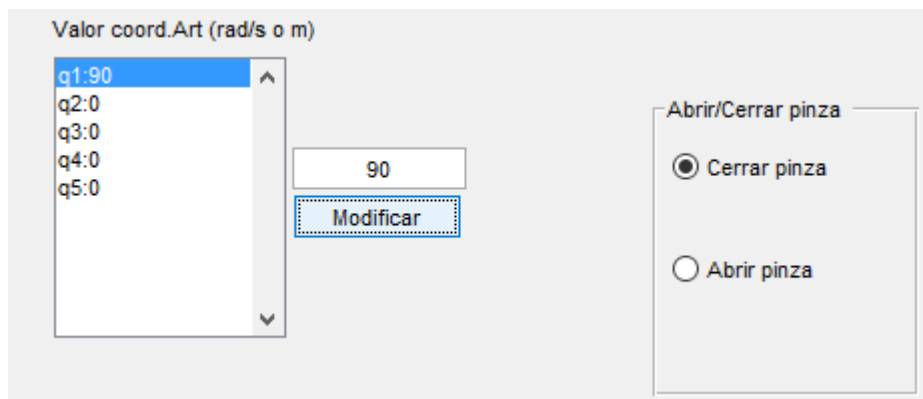 Valor coord.Art (rad/s o m)
q1:90
q2:0
q3:0
q4:0
q5:0
90
Modificar
Abrir/Cerrar pinza
Cerrar pinza
Abrir pinza